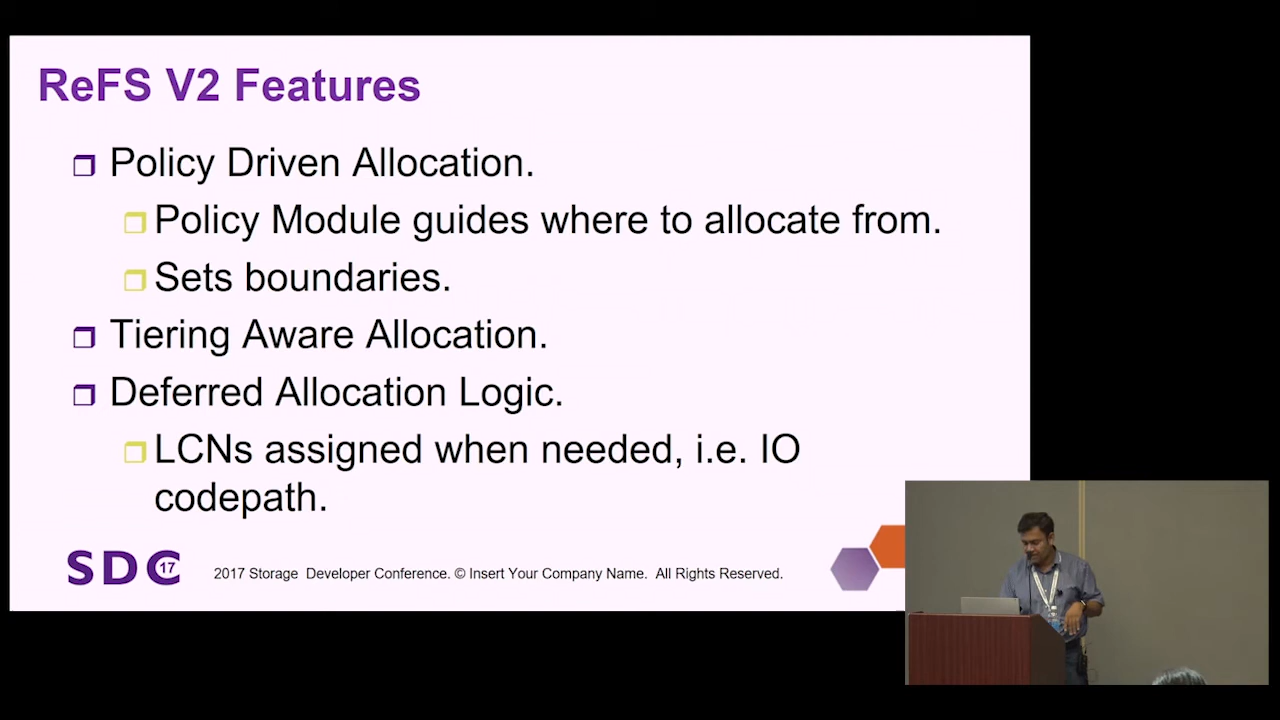 ReFS V2 Features
Policy Driven Allocation.
Policy Module guides where to allocate from.
Sets boundaries.
Tiering Aware Allocation.
Deferred Allocation Logic.
LCNs assigned when needed, i.e. IO
codepath.
SDC 17
2017 Storage Developer Conference. © Insert Your Company Name. All Rights Reserved.